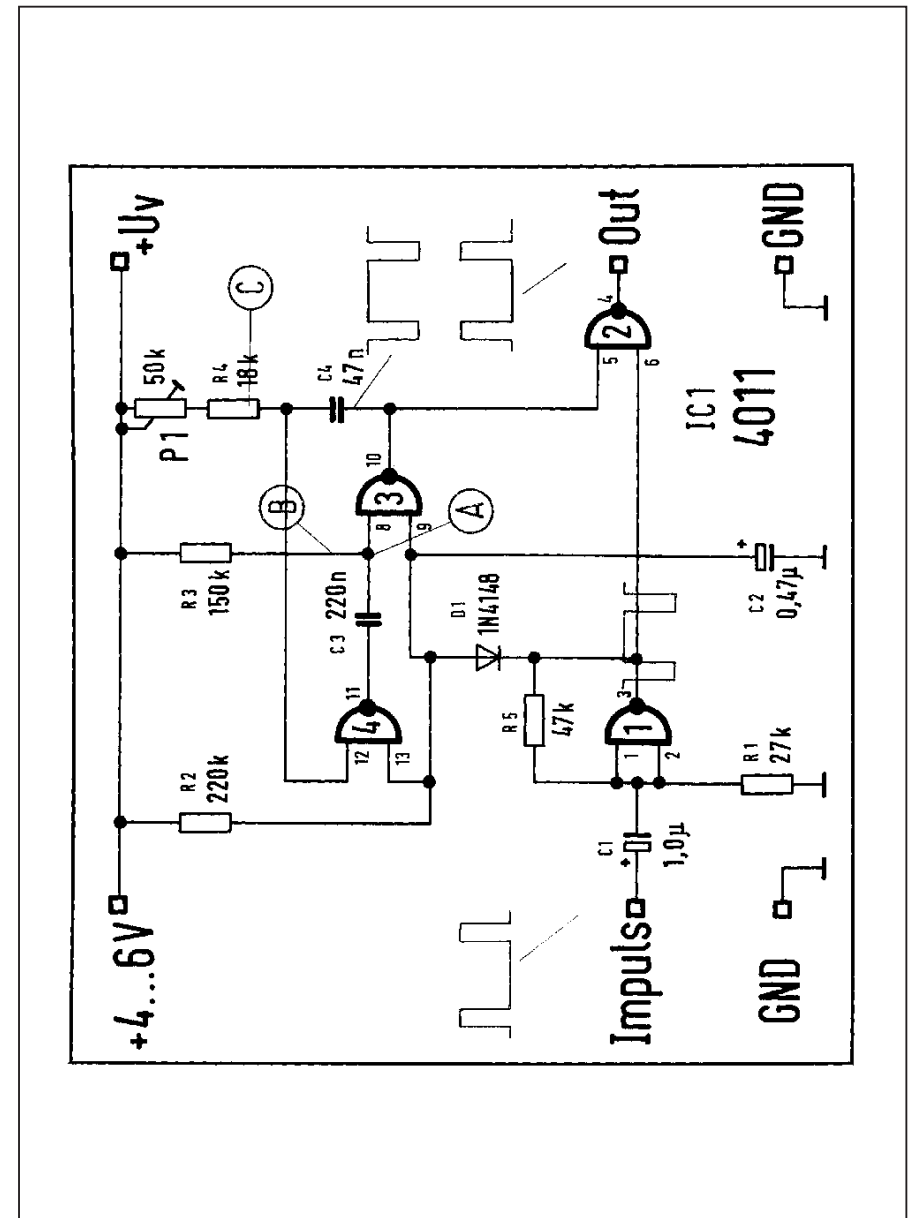 +4...6V
+Uv
R2
220k
R3
150k
P1
50k
R4
18k
C
B
A
C4
47n
C3
220n
4
11
12
13
3
10
8
9
D1
1N4148
R5
47k
1
3
1
2
2
4
5
6
Out
Impuls
C1
+
1,0µ
R1
27k
C2
+
0,47µ
IC1
4011
GND
GND